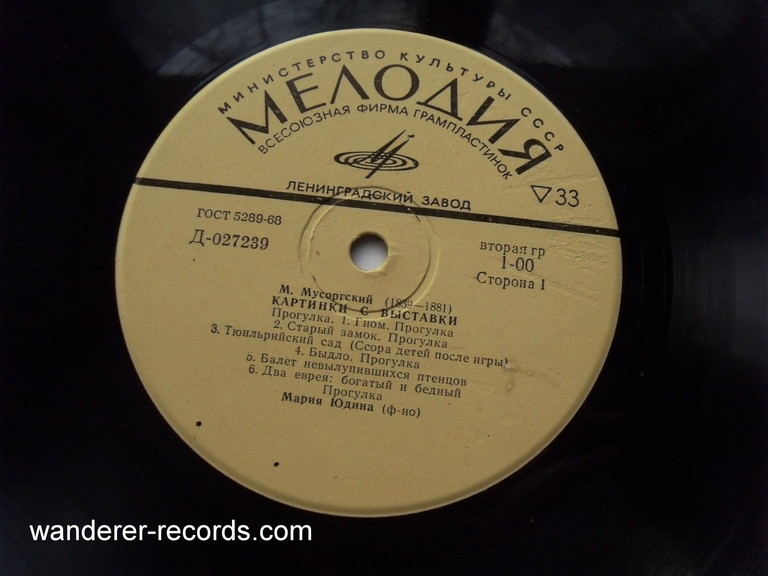 МИНИСТЕРСТВО КУЛЬТУРЫ СССР
МЕЛОДИЯ
ВСЕСОЮЗНАЯ ФИРМА ГРАМПЛАСТИНОК
ЛЕНИНГРАДСКИЙ ЗАВОД
33
ГОСТ 5289-68
Д-027239
вторая гр
1-00
Сторона 1
М. Мусоргский (1839—1881)
КАРТИНКИ С ВЫСТАВКИ
Прогулка. 1. Гном. Прогулка
2. Старый замок. Прогулка
3. Тюильрийский сад (Ссора детей после игры)
4. Быдло. Прогулка
5. Балет невылупившихся птенцов
6. Два еврея: богатый и бедный
Прогулка
Мария Юдина (ф-но)
wanderer-records.com